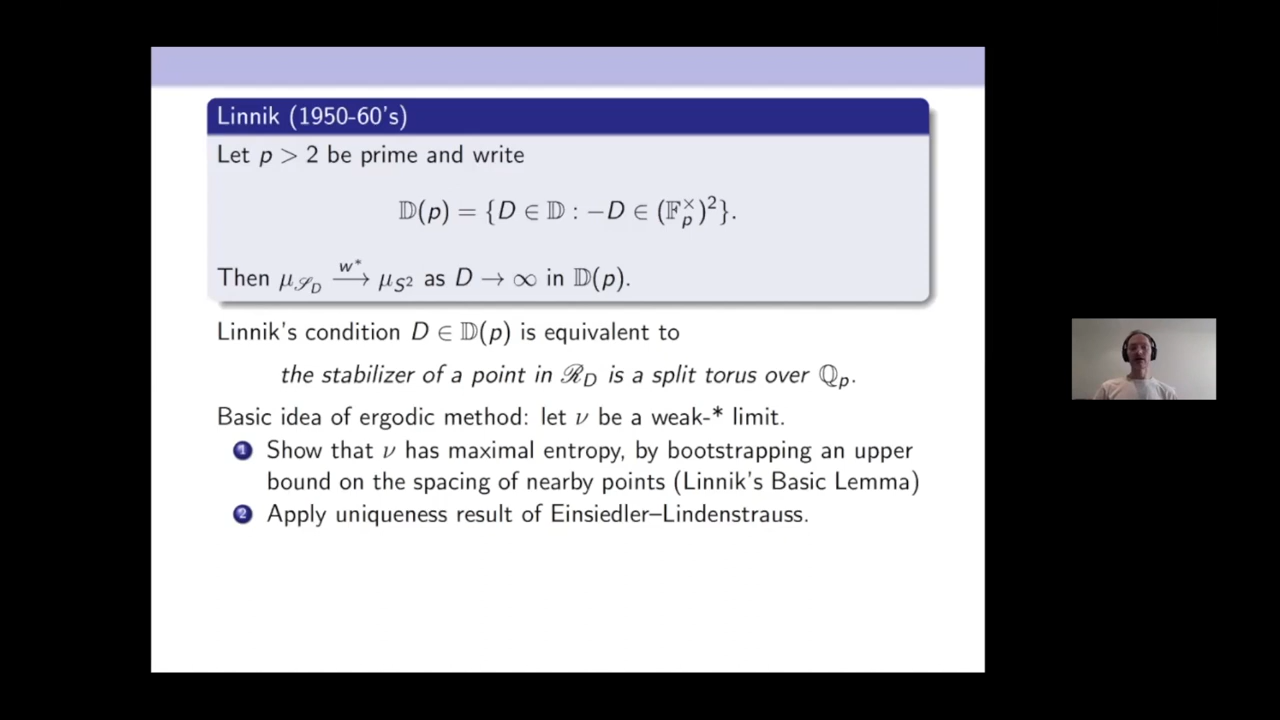 Linnik (1950-60's)
Let p > 2 be prime and write
𝔻(p) = {D ∈ 𝔻 : −D ∈ (𝔽ₚ^×)²}.
Then μ_{𝒮_D} —w*→ μ_{S²} as D → ∞ in 𝔻(p).
Linnik's condition D ∈ 𝔻(p) is equivalent to
the stabilizer of a point in ℛ_D is a split torus over ℚₚ.
Basic idea of ergodic method: let ν be a weak-* limit.
1 Show that ν has maximal entropy, by bootstrapping an upper
bound on the spacing of nearby points (Linnik's Basic Lemma)
2 Apply uniqueness result of Einsiedler–Lindenstrauss.